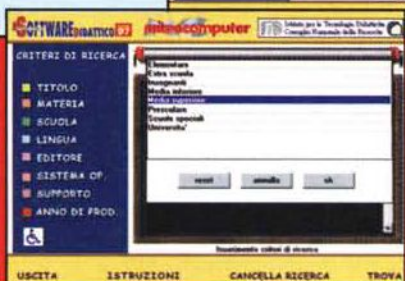 SOFTWARE DIDATTICO 97
mitrocomputer
Istituto per le Tecnologie Didattiche
Consiglio Nazionale delle Ricerche
CRITERI DI RICERCA
TITOLO
MATERIA
SCUOLA
LINGUA
EDITORE
SISTEMA OP.
SUPPORTO
ANNO DI PROD.
Elementare
Extra scuola
Insegnanti
Media inferiore
Media superiore
Prescolare
Scuole speciali
Universita'
annulla
ok
Inserimento criteri di ricerca
USCITA
ISTRUZIONI
CANCELLA RICERCA
TROVA